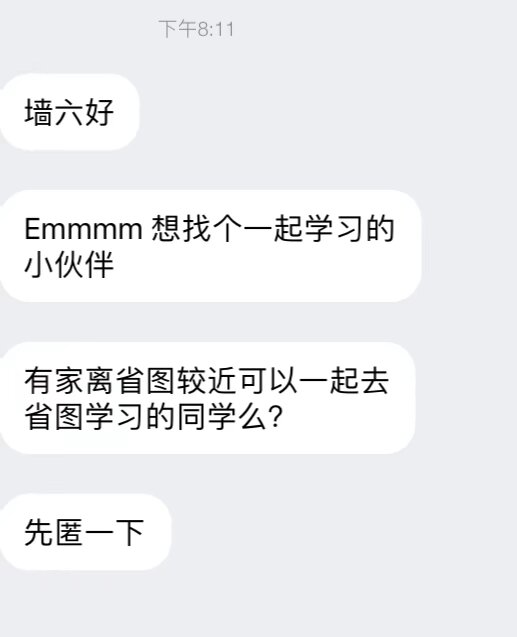 下午8:11
墙六好
Emmmm 想找个一起学习的
小伙伴
有家离省图较近可以一起去
省图学习的同学么？
先匿一下